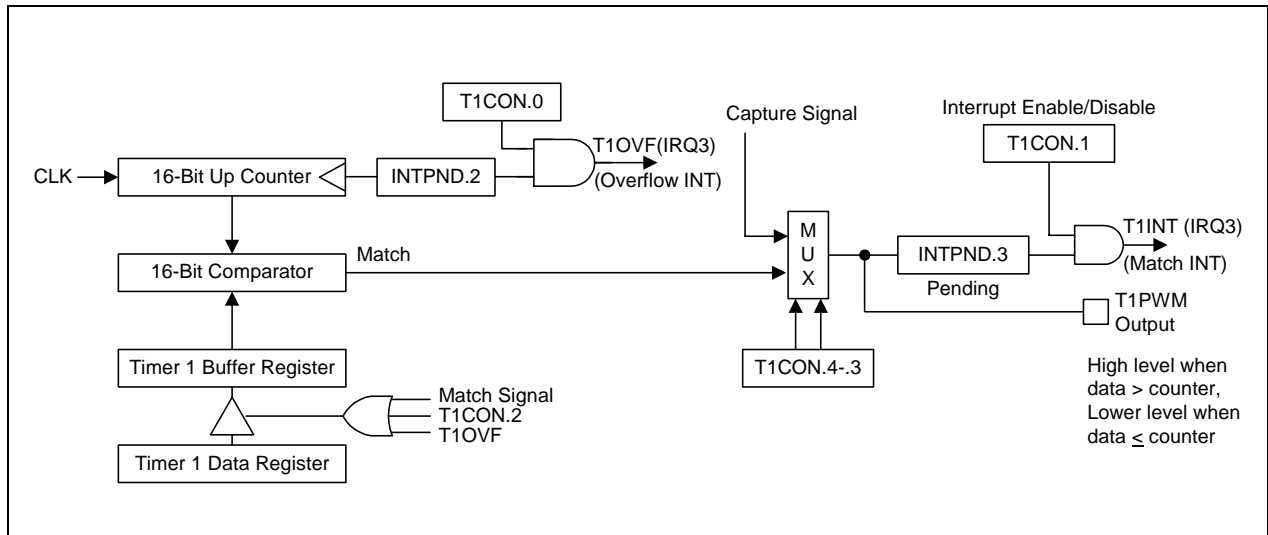 T1CON.0
Capture Signal
Interrupt Enable/Disable
T1CON.1
T1OVF(IRQ3)
(Overflow INT)
CLK
16-Bit Up Counter
INTPND.2
M
U
X
T1INT (IRQ3)
(Match INT)
16-Bit Comparator
Match
INTPND.3
Pending
T1PWM
Output
Timer 1 Buffer Register
T1CON.4-.3
High level when
data > counter,
Lower level when
data ≤ counter
Match Signal
T1CON.2
T1OVF
Timer 1 Data Register